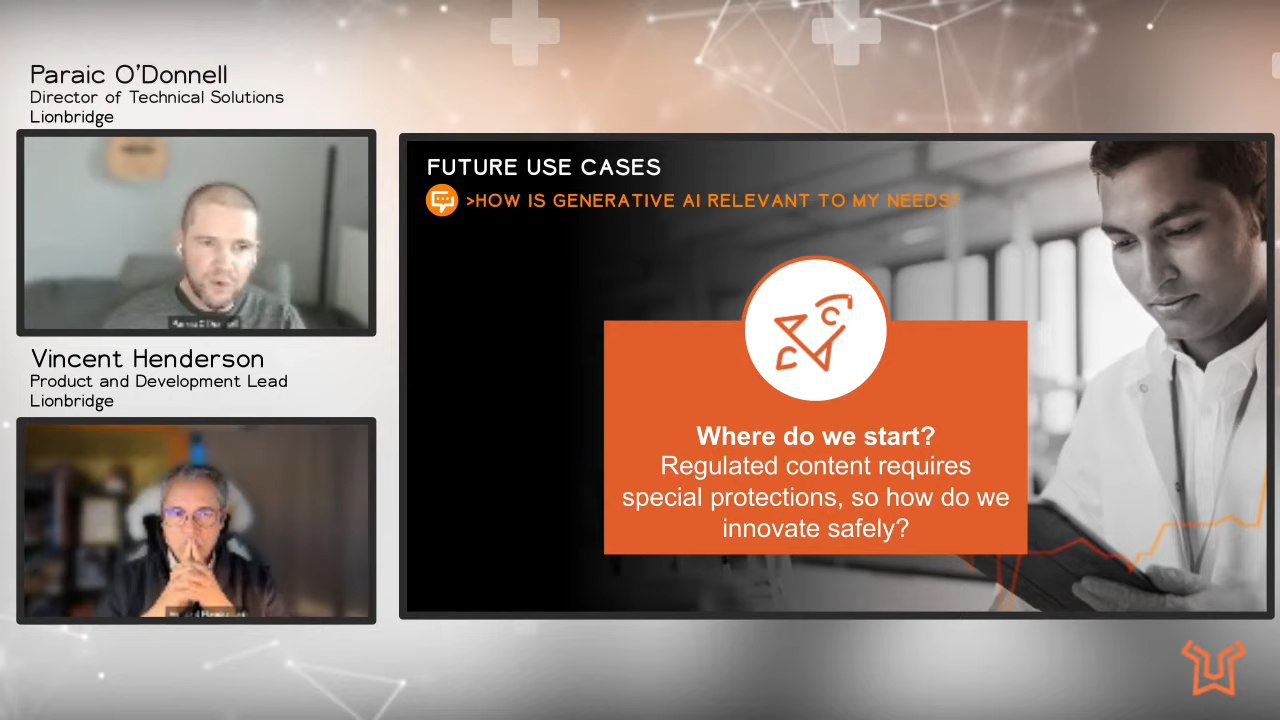 Paraic O'Donnell
Director of Technical Solutions
Lionbridge
Vincent Henderson
Product and Development Lead
Lionbridge
FUTURE USE CASES
>HOW IS GENERATIVE AI RELEVANT TO MY NEEDS?
Where do we start?
Regulated content requires
special protections, so how do we
innovate safely?